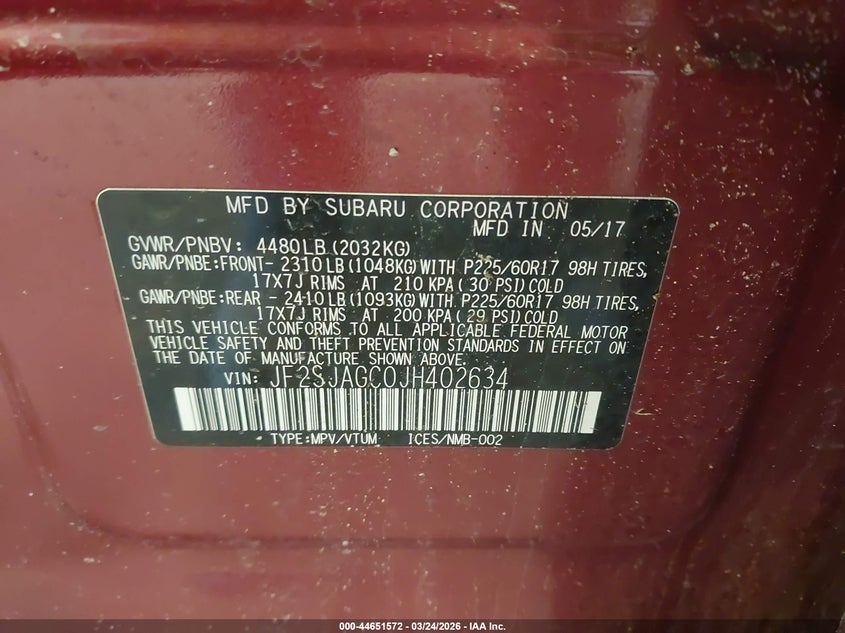 MFD BY SUBARU CORPORATION
MFD IN 05/17
GVWR/PNBV: 4480LB(2032KG)
GAWR/PNBE:FRONT- 2310LB(1048KG)WITH P225/60R17 98H TIRES,
17X7J RIMS AT 210 KPA( 30 PSI)COLD
GAWR/PNBE:REAR - 2410LB(1093KG)WITH P225/60R17 98H TIRES,
17X7J RIMS AT 200 KPA( 29 PSI)COLD
THIS VEHICLE CONFORMS TO ALL APPLICABLE FEDERAL MOTOR
VEHICLE SAFETY AND THEFT PREVENTION STANDARDS IN EFFECT ON
THE DATE OF MANUFACTURE SHOWN ABOVE.
VIN: JF2SJAGC0JH402634
TYPE:MPV/VTUM ICES/NMB-002
000-44651572 - 03/24/2026 - IAA Inc.